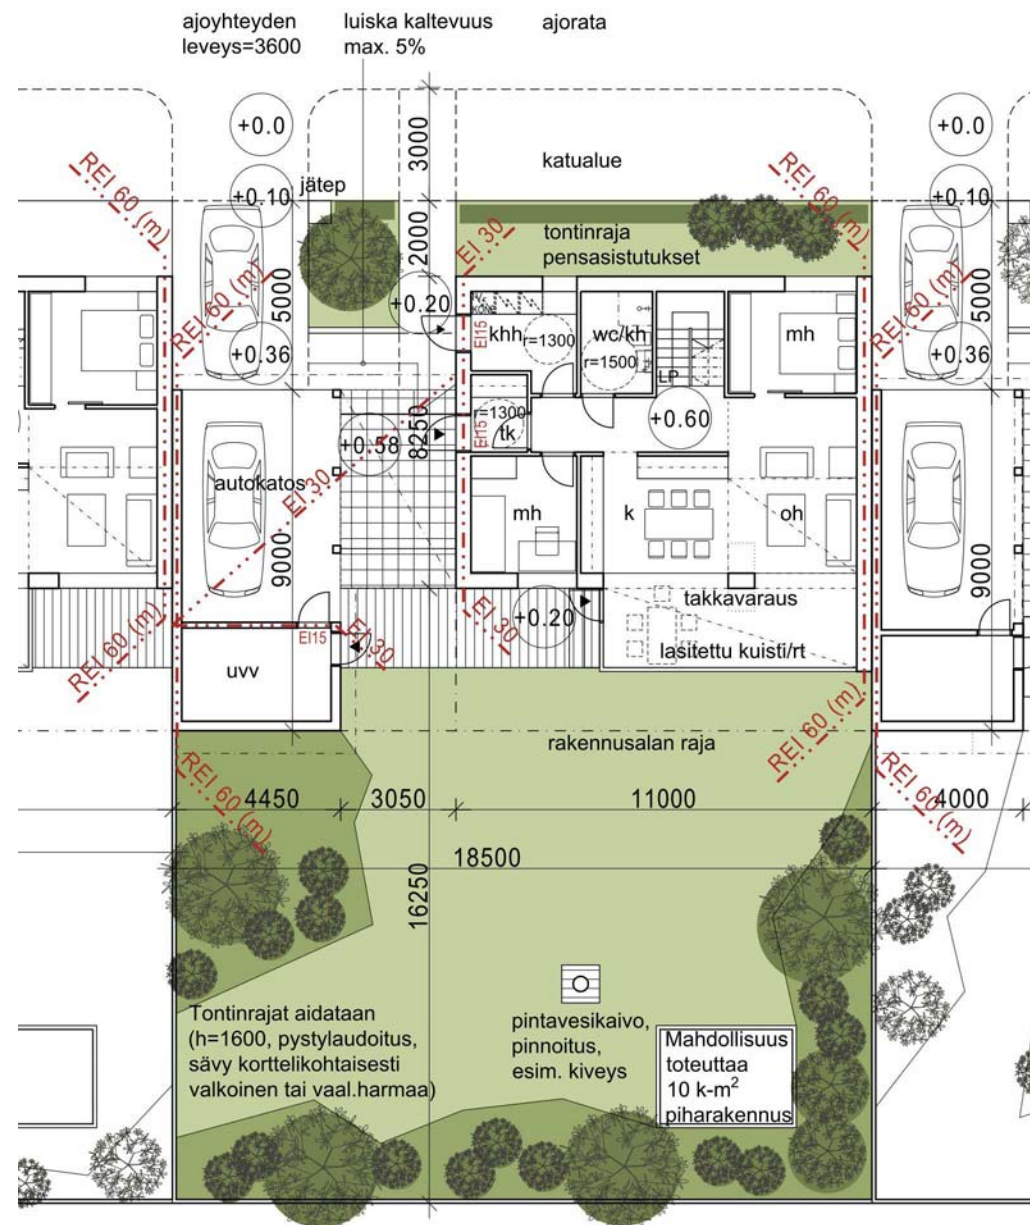 ajoyhteyden
leveys=3600
luiska kaltevuus
max. 5%
ajorata
+0.0
+0.0
3000
katualue
REI 60 (m)
REI 60 (m)
+0.10
jätep
+0.10
2000
EI 30
tontinraja
pensasistutukset
REI 60 (m)
5000
+0.20
REI 60 (m)
5000
khh
r=1300
wc/kh
r=1500
mh
EI15
LP
+0.36
+0.36
r=1300
tk
EI15
+0.60
+0.58
8250
autokatos
EI 30
mh
k
oh
9000
9000
takkavaraus
+0.20
EI 30
REI 60 (m)
EI15
EI 30
lasitettu kuisti/rt
uvv
REI 60 (m)
rakennusalan raja
REI 60 (m)
REI 60 (m)
4450
3050
11000
4000
18500
16250
Tontinrajat aidataan
(h=1600, pystylaudoitus,
sävy korttelikohtaisesti
valkoinen tai vaal.harmaa)
pintavesikaivo,
pinnoitus,
esim. kiveys
Mahdollisuus
toteuttaa
10 k-m²
piharakennus